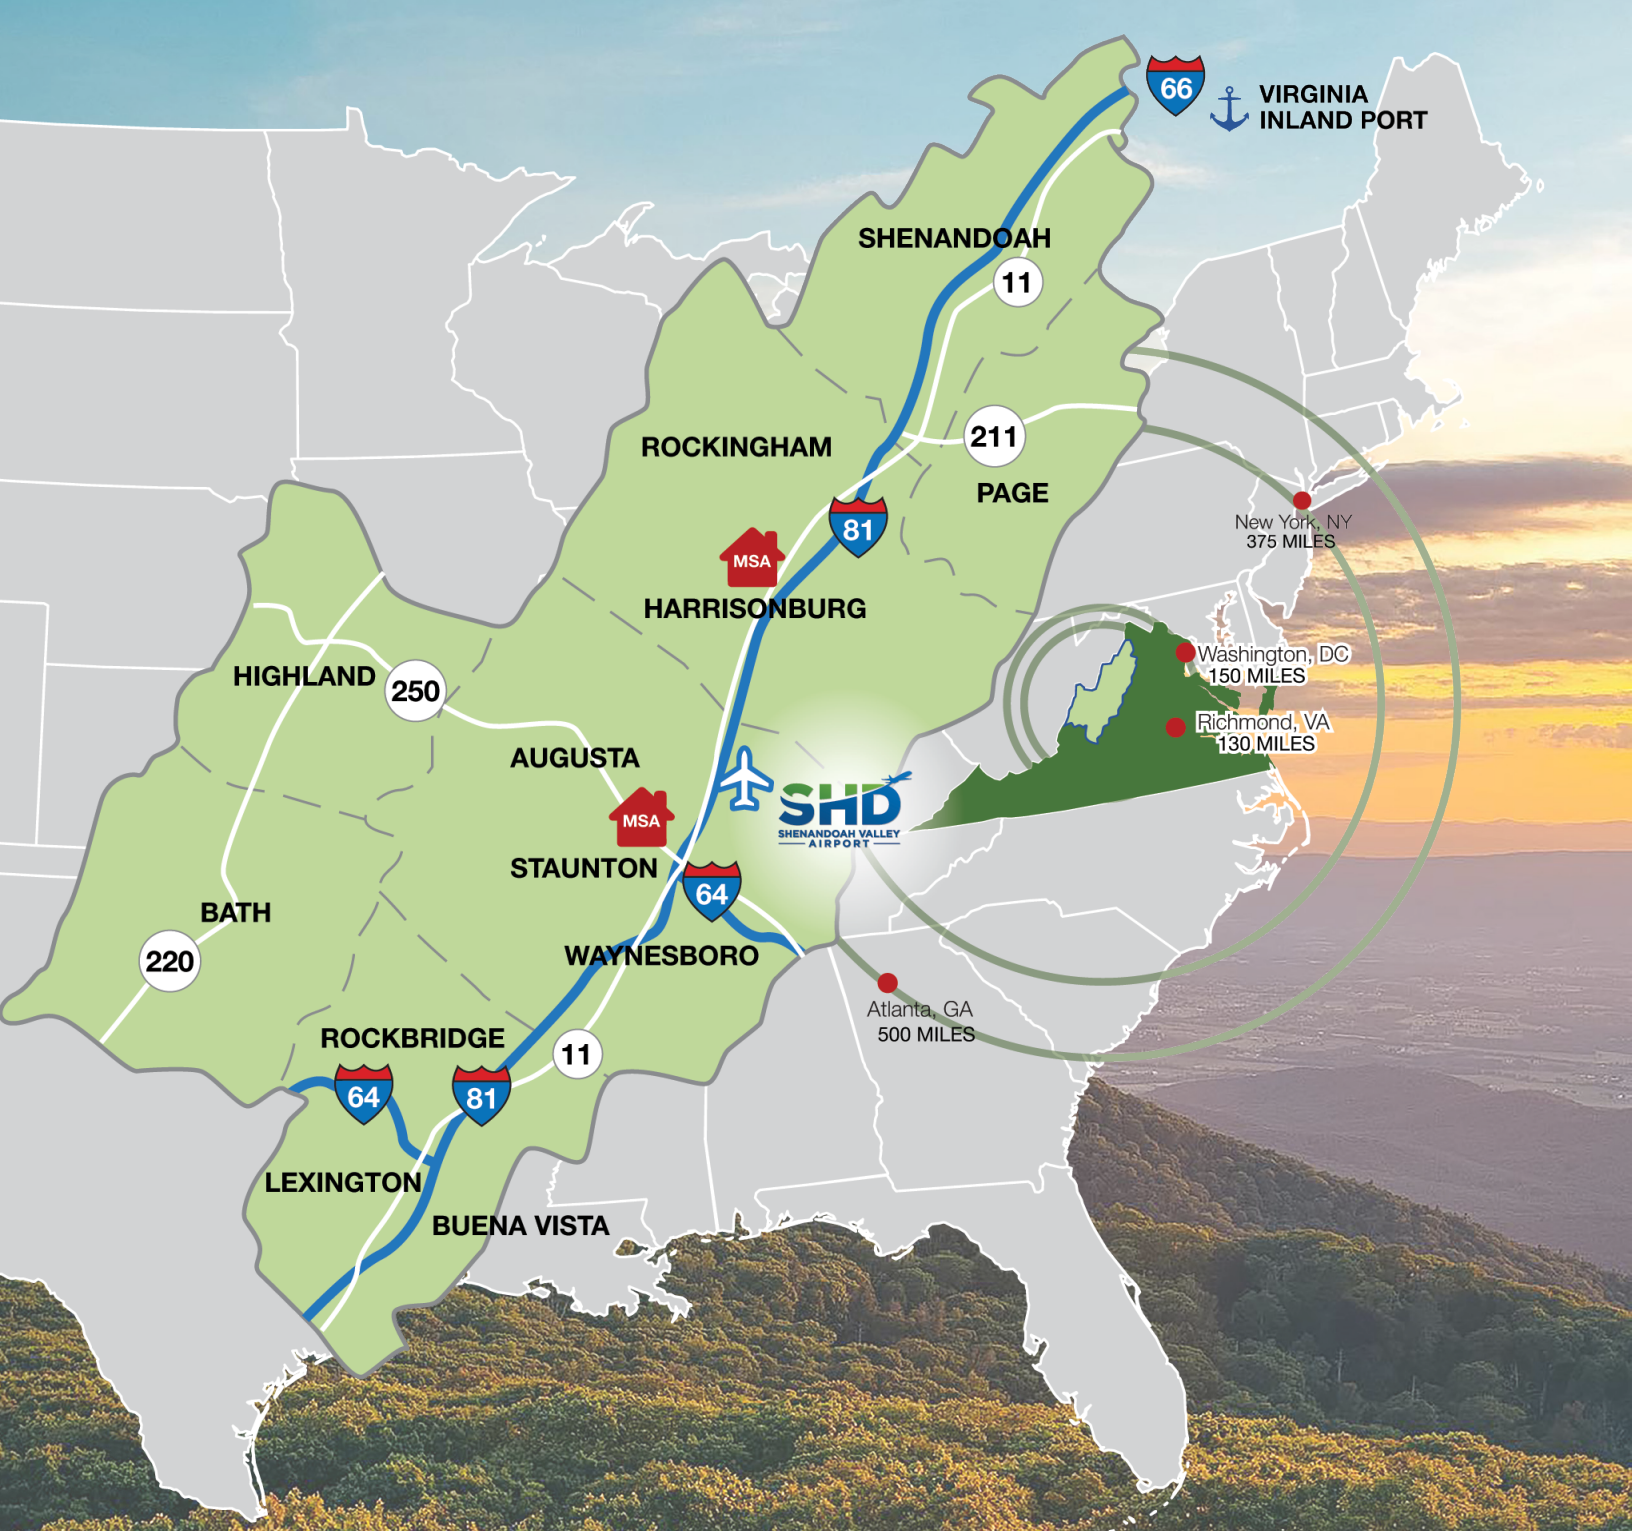 66
VIRGINIA
INLAND PORT
SHENANDOAH
11
211
ROCKINGHAM
PAGE
81
MSA
HARRISONBURG
New York, NY
375 MILES
HIGHLAND
250
Washington, DC
150 MILES
Richmond, VA
130 MILES
AUGUSTA
MSA
SHD
SHENANDOAH VALLEY
AIRPORT
STAUNTON
64
BATH
220
WAYNESBORO
Atlanta, GA
500 MILES
ROCKBRIDGE
11
64
81
LEXINGTON
BUENA VISTA